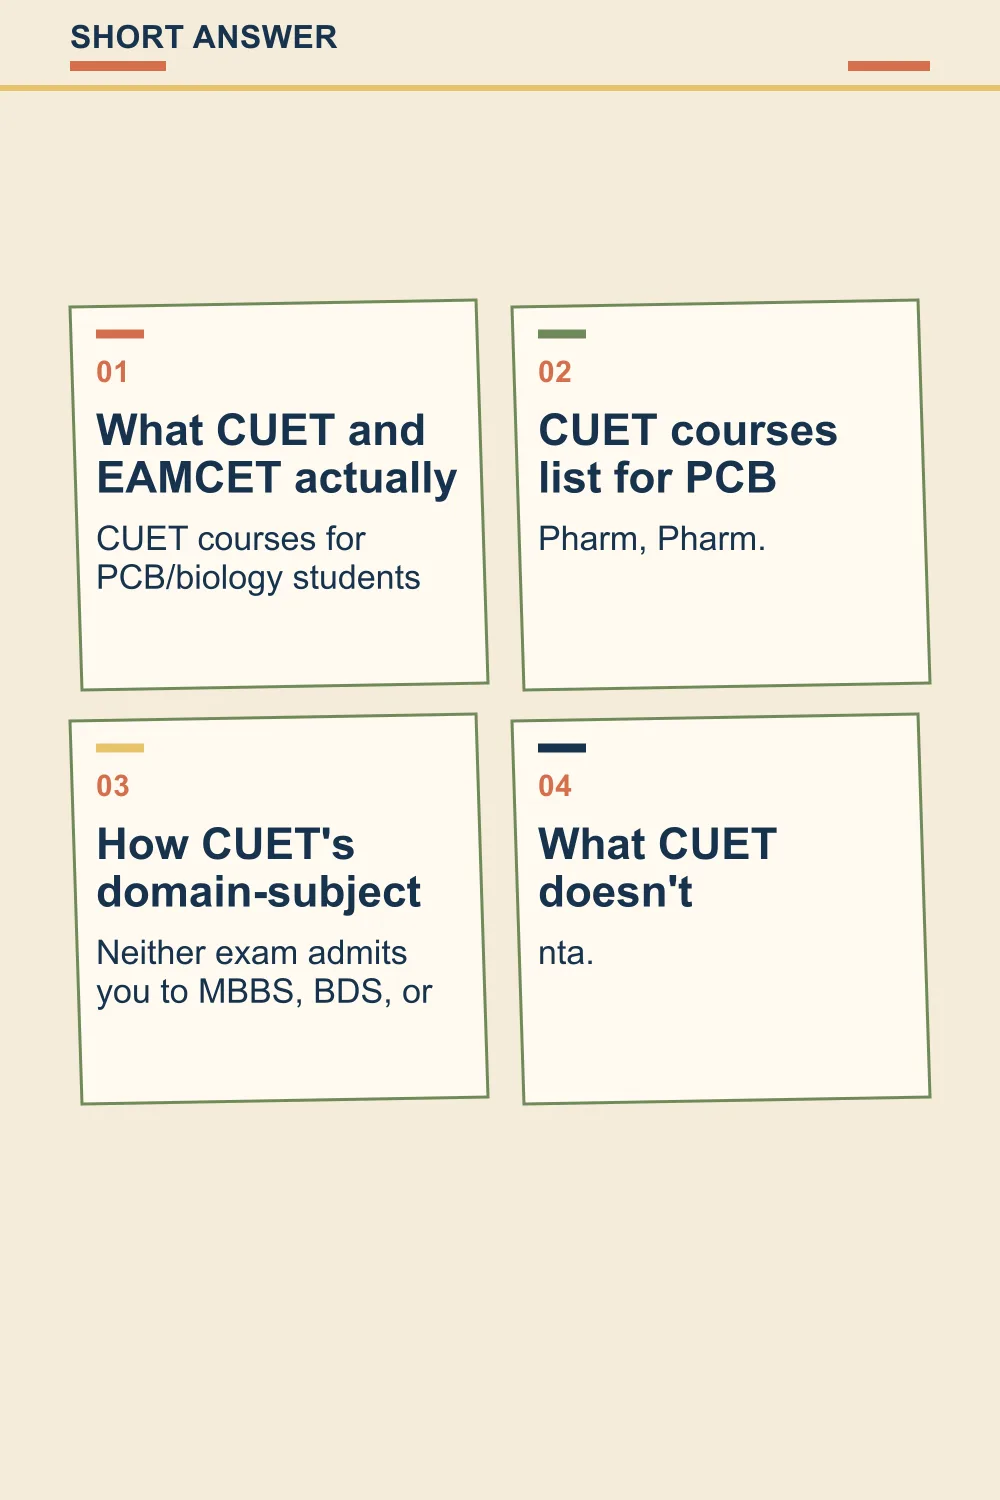 SHORT ANSWER
01
What CUET and
EAMCET actually
CUET courses for
PCB/biology students
02
CUET courses
list for PCB
Pharm, Pharm.
03
How CUET's
domain-subject
Neither exam admits
you to MBBS, BDS, or
04
What CUET
doesn't
nta.